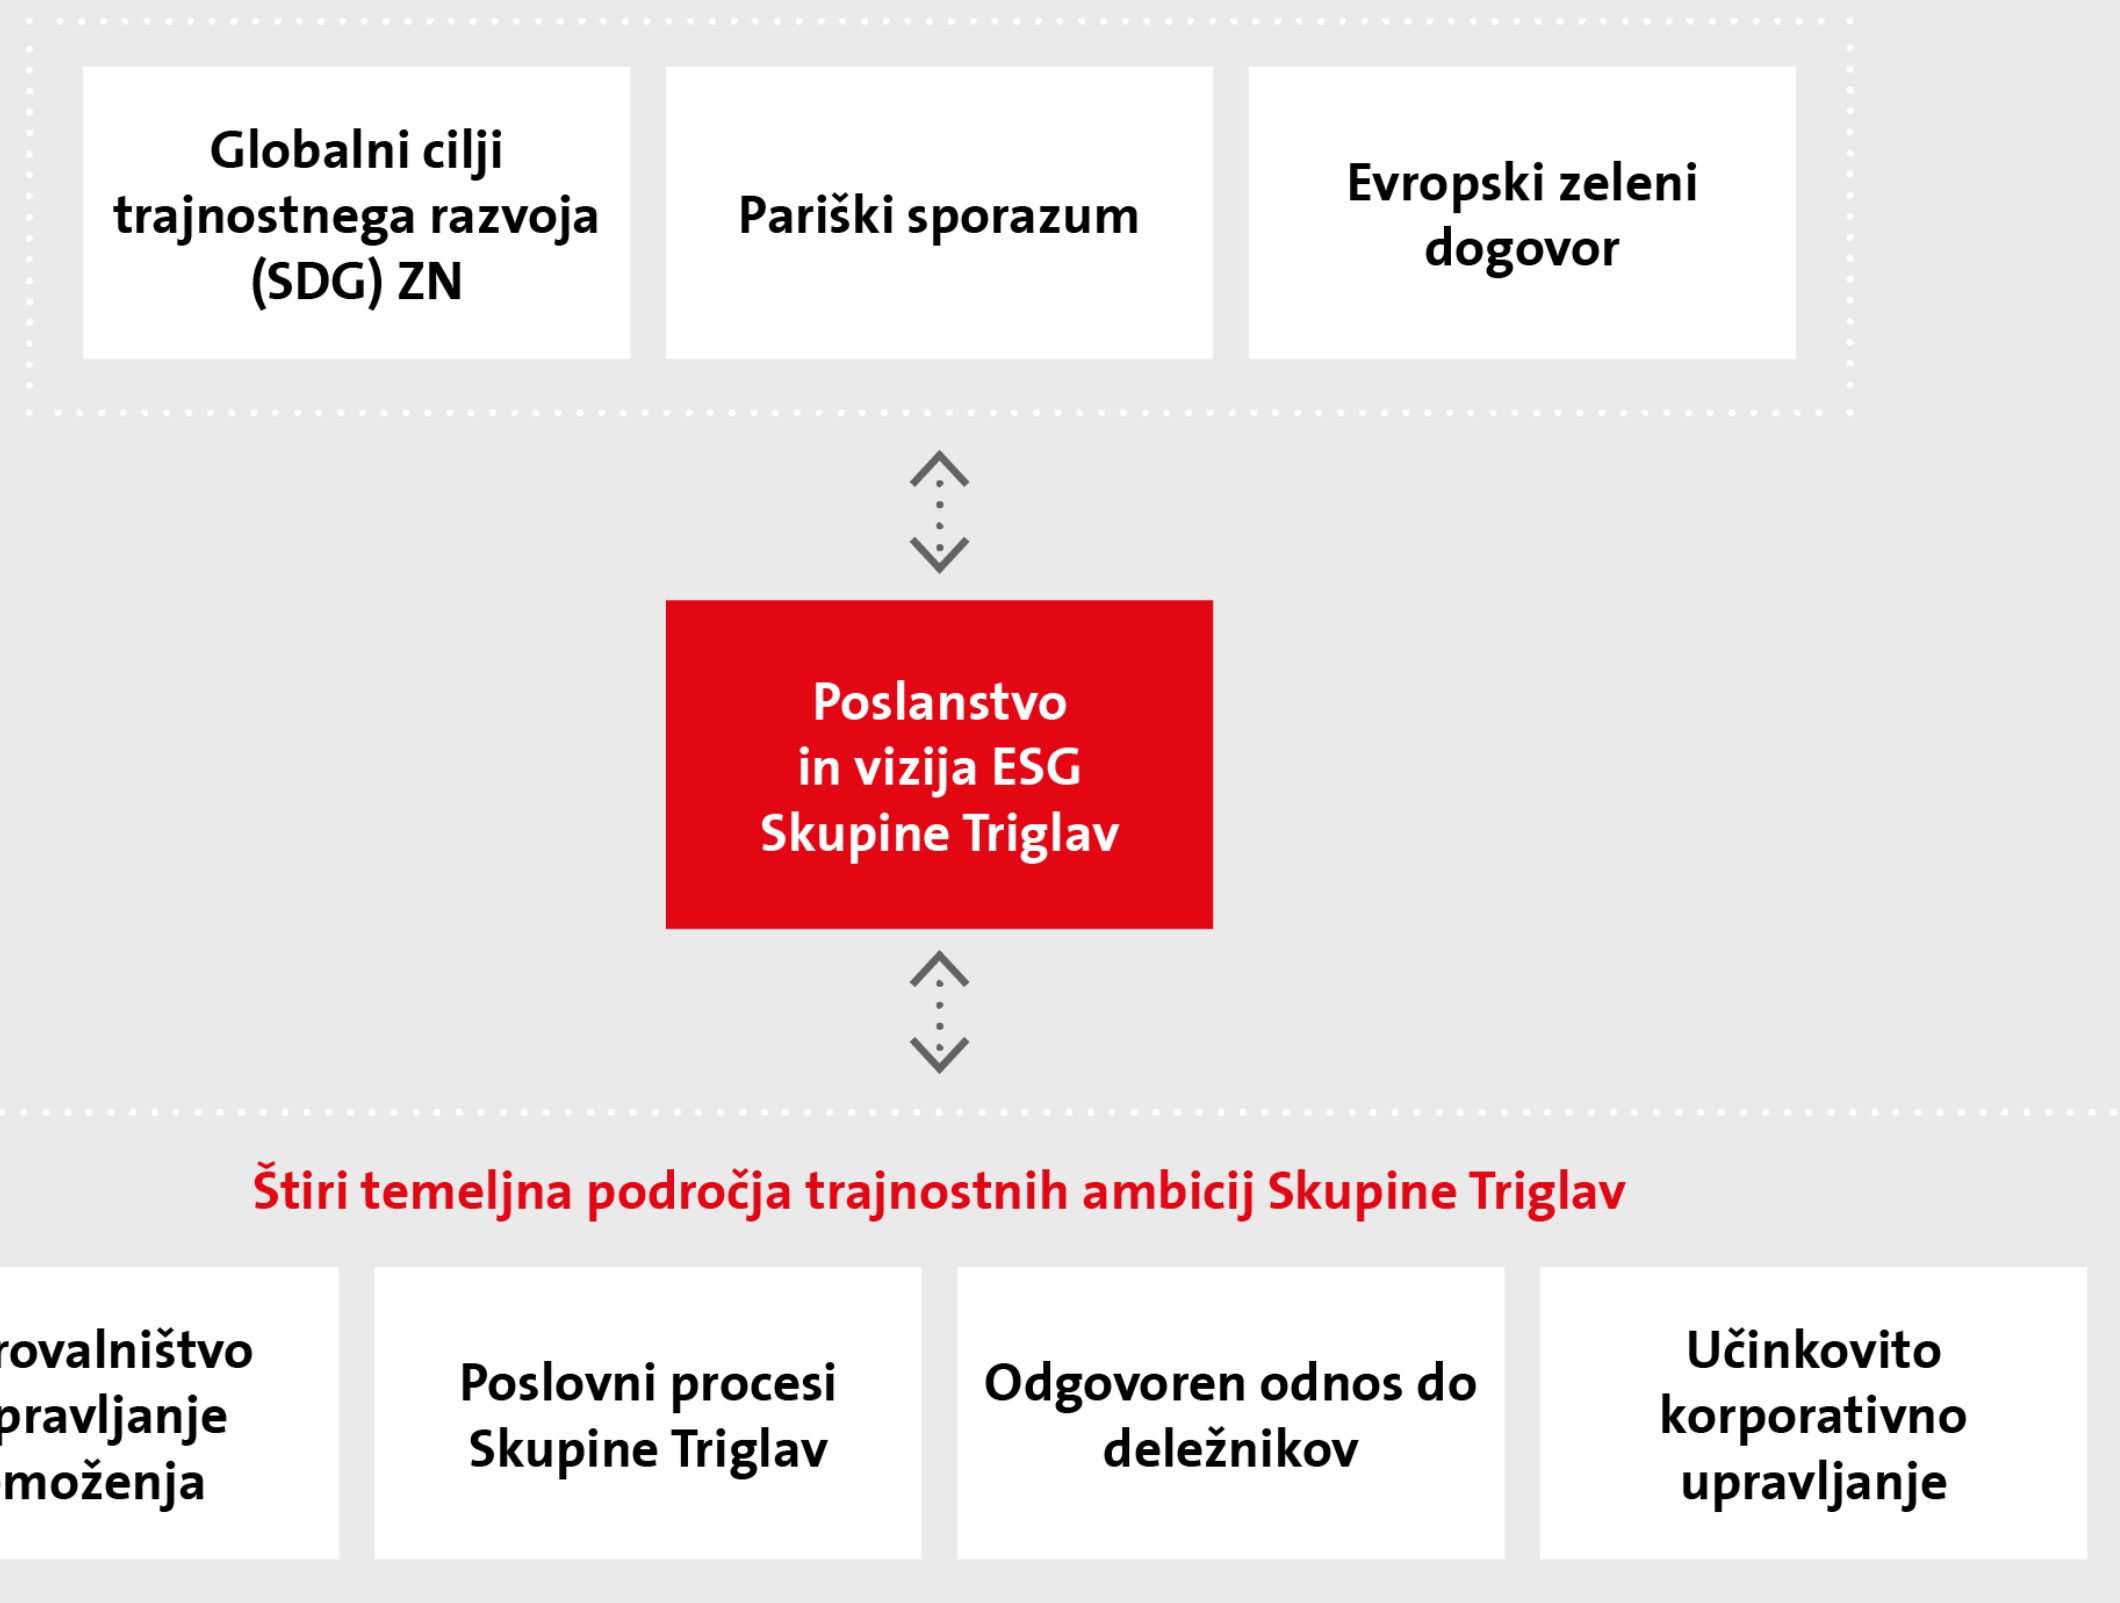 Globalni cilji
trajnostnega razvoja
(SDG) ZN
Pariški sporazum
Evropski zeleni
dogovor
Poslanstvo
in vizija ESG
Skupine Triglav
Štiri temeljna področja trajnostnih ambicij Skupine Triglav
Poslovni procesi
Skupine Triglav
Odgovoren odnos do
deležnikov
Učinkovito
korporativno
upravljanje